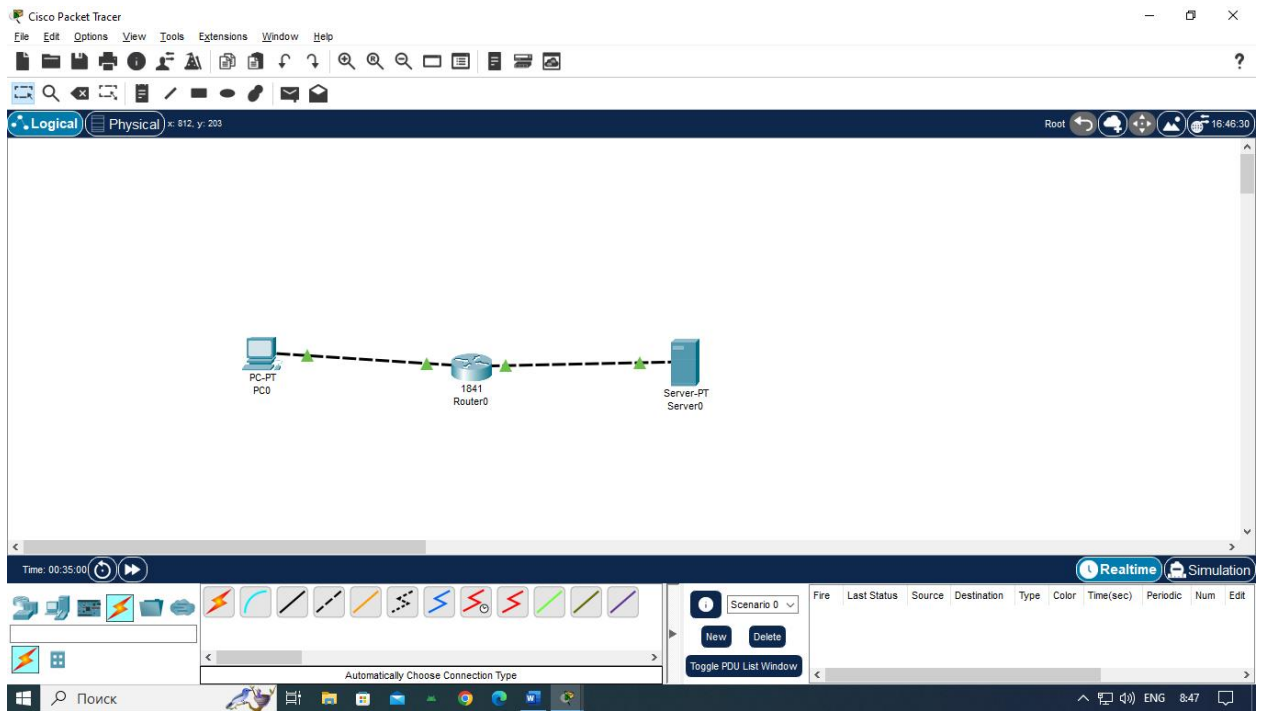 Cisco Packet Tracer
File Edit Options View Tools Extensions Window Help
?
Logical Physical x: 812, y: 203 Root 16:46:30
PC-PT
PC0
1841
Router0
Server-PT
Server0
Time: 00:35:00 Realtime Simulation
Scenario 0
Fire Last Status Source Destination Type Color Time(sec) Periodic Num Edit
New Delete
Toggle PDU List Window
Automatically Choose Connection Type
Поиск ENG 8:47